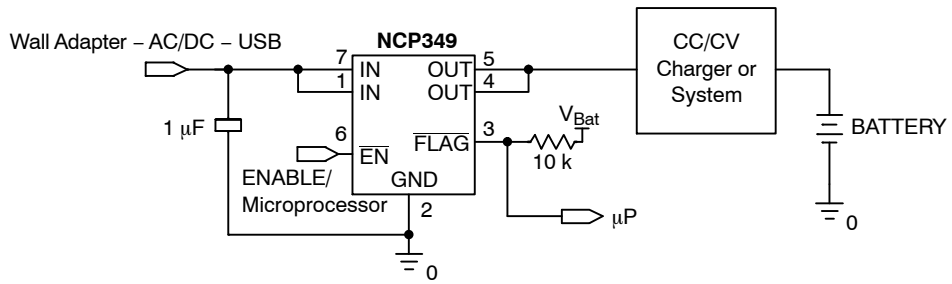 Wall Adapter – AC/DC – USB
NCP349
CC/CV
Charger or
System
7
IN
OUT
5
1
IN
OUT
4
1 μF
6
EN
FLAG
3
V_Bat
10 k
BATTERY
ENABLE/
Microprocessor
GND
2
μP
0
0